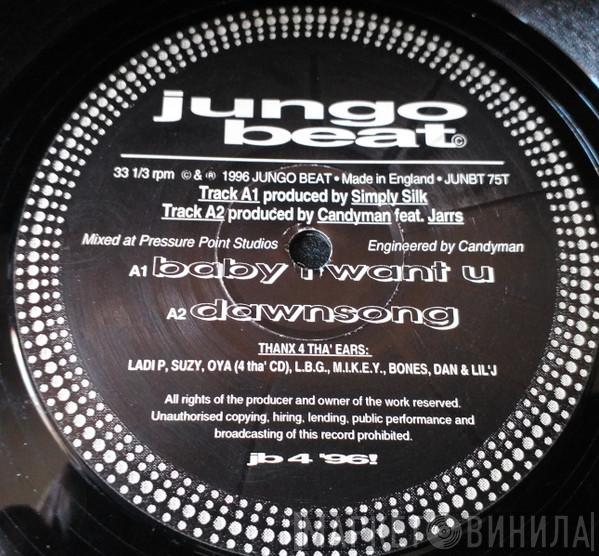 jungo
beat©
33 1/3 rpm © & ℗ 1996 JUNGO BEAT • Made in England • JUNBT 75T
Track A1 produced by Simply Silk
Track A2 produced by Candyman feat. Jarrs
Mixed at Pressure Point Studios Engineered by Candyman
A1 baby i want u
A2 dawnsong
THANX 4 THA' EARS:
LADI P, SUZY, OYA (4 tha' CD), L.B.G., M.I.K.E.Y., BONES, DAN & LIL'J
All rights of the producer and owner of the work reserved.
Unauthorised copying, hiring, lending, public performance and
broadcasting of this record prohibited.
jb 4 '96!
МАРКЕТ ВИНИЛА